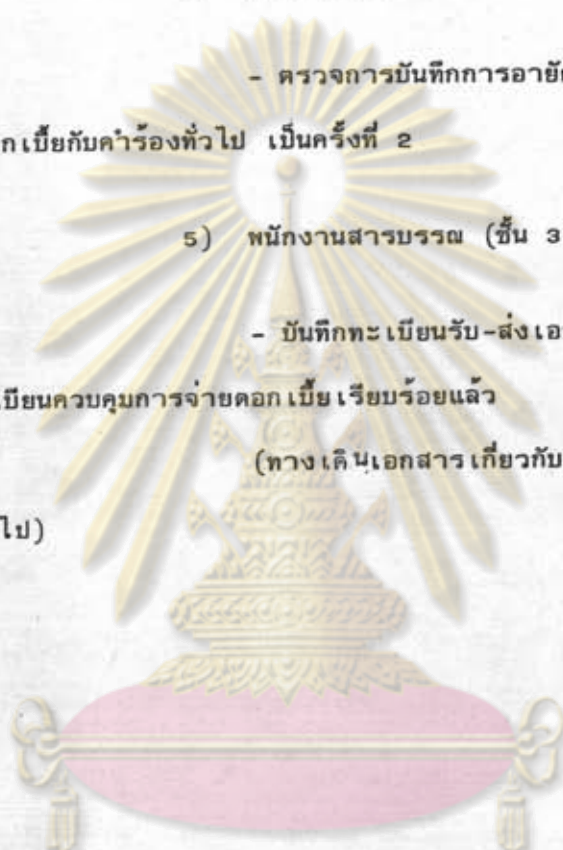 - ตรวจการบันทึกการอายัด
กเบี้ยกับคำร้องทั่วไป เป็นครั้งที่ 2
5) พนักงานสารบรรณ (ชั้น 3
- บันทึกทะเบียนรับ-ส่งเอ
เบียนควบคุมการจ่ายดอกเบี้ยเรียบร้อยแล้ว
(ทางเดินเอกสารเกี่ยวกับ
ไป)